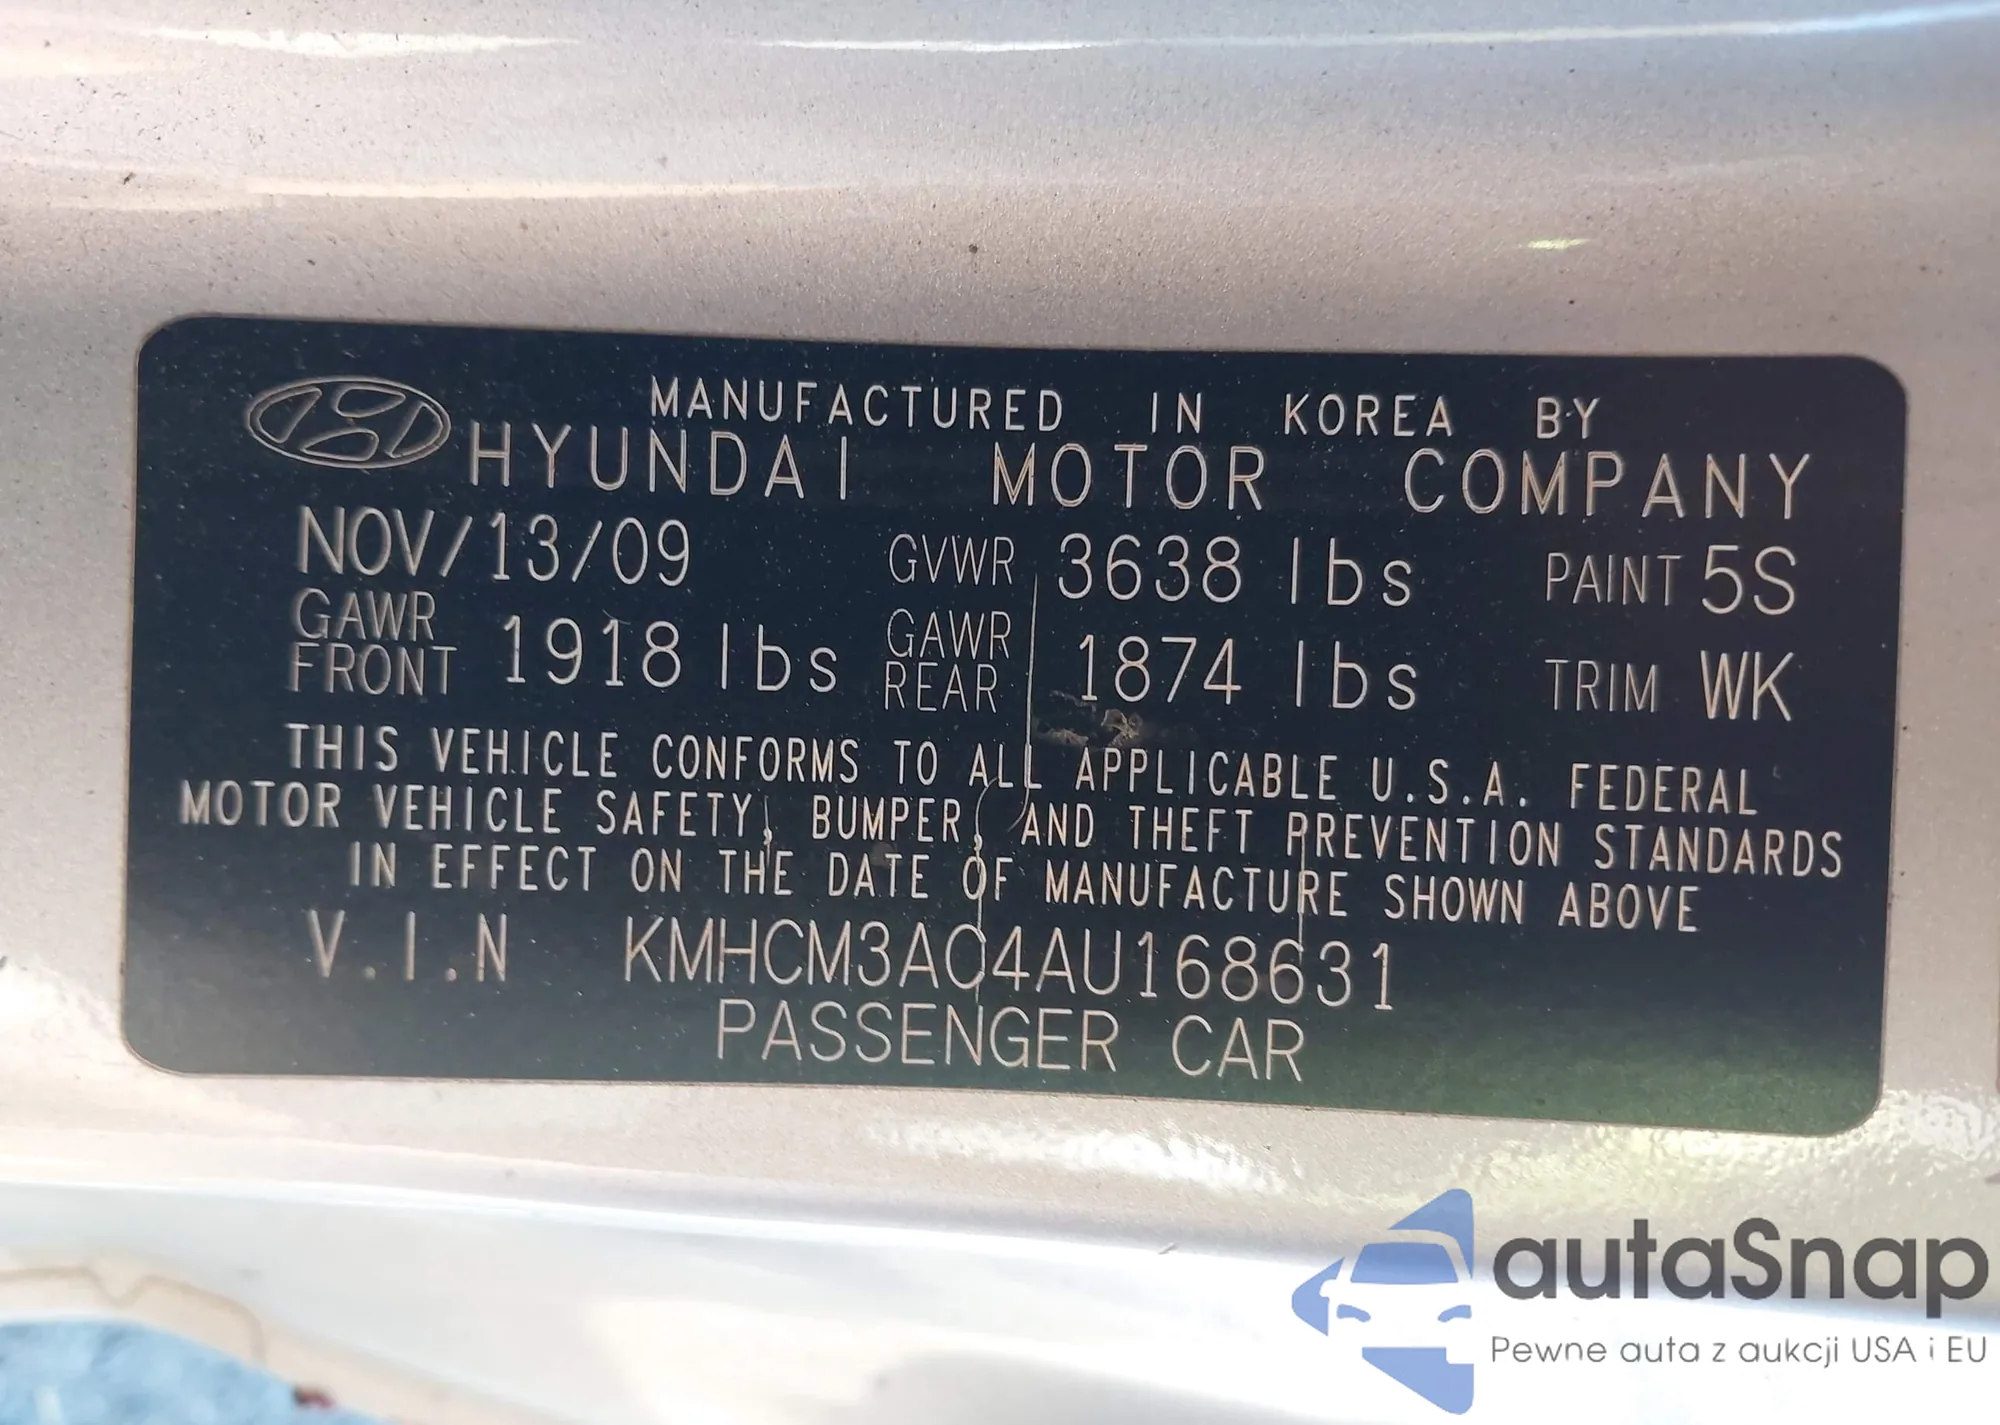 MANUFACTURED IN KOREA BY
HYUNDAI MOTOR COMPANY
NOV/13/09 GVWR 3638 lbs PAINT 5S
GAWR FRONT 1918 lbs GAWR REAR 1874 lbs TRIM WK
THIS VEHICLE CONFORMS TO ALL APPLICABLE U.S.A. FEDERAL
MOTOR VEHICLE SAFETY, BUMPER, AND THEFT PREVENTION STANDARDS
IN EFFECT ON THE DATE OF MANUFACTURE SHOWN ABOVE
V.I.N KMHCM3AC4AU168631
PASSENGER CAR
autaSnap
Pewne auta z aukcji USA i EU